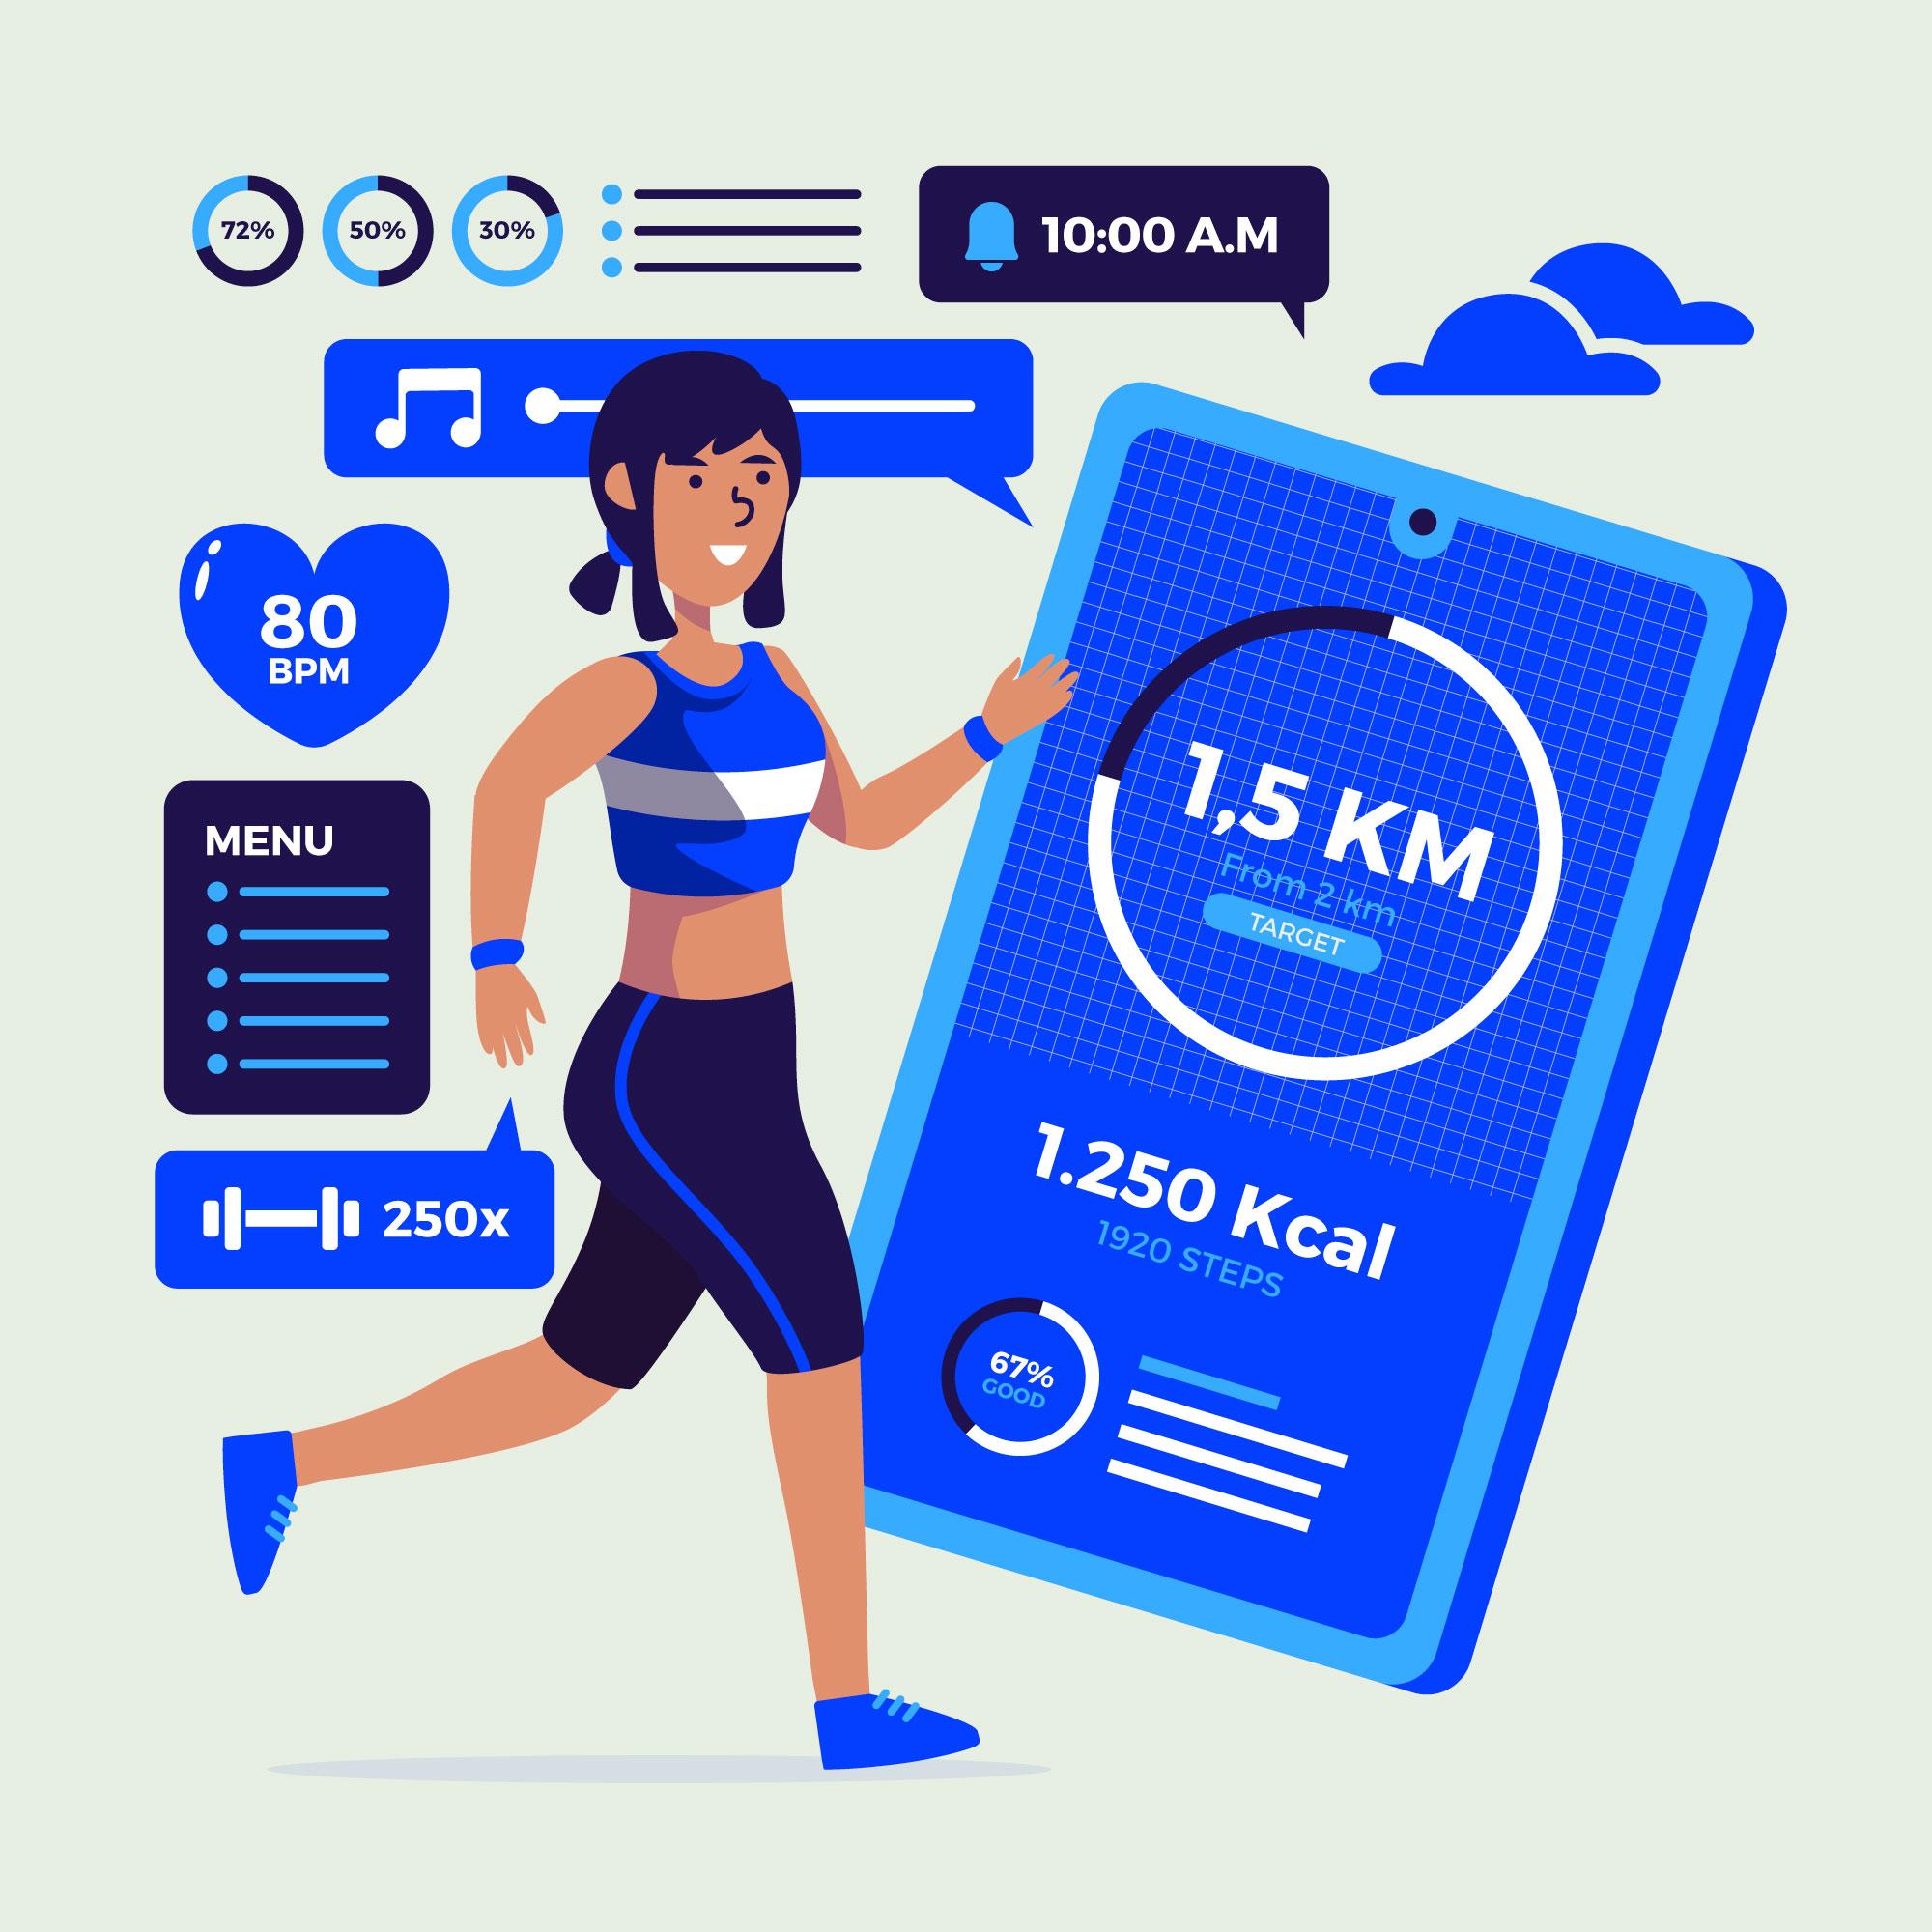 72%
50%
30%
10:00 A.M
80
BPM
MENU
250x
1,5 KM
From 2 km
TARGET
1.250 Kcal
1920 STEPS
67%
GOOD